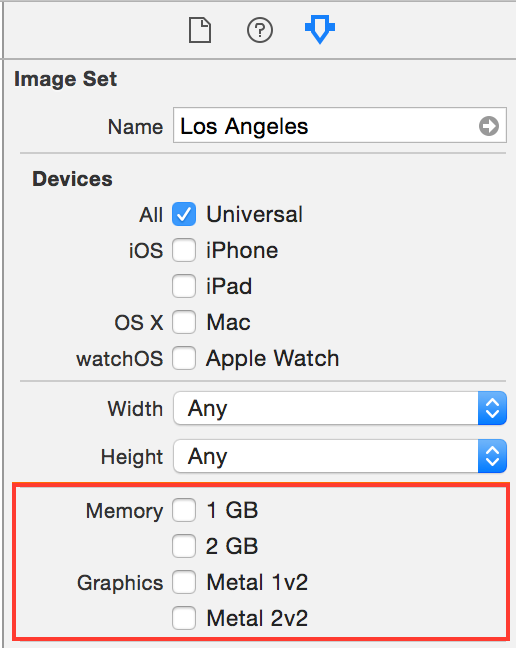 Image Set
Name Los Angeles
Devices
All Universal
iOS iPhone
iPad
OS X Mac
watchOS Apple Watch
Width Any
Height Any
Memory 1 GB
2 GB
Graphics Metal 1v2
Metal 2v2